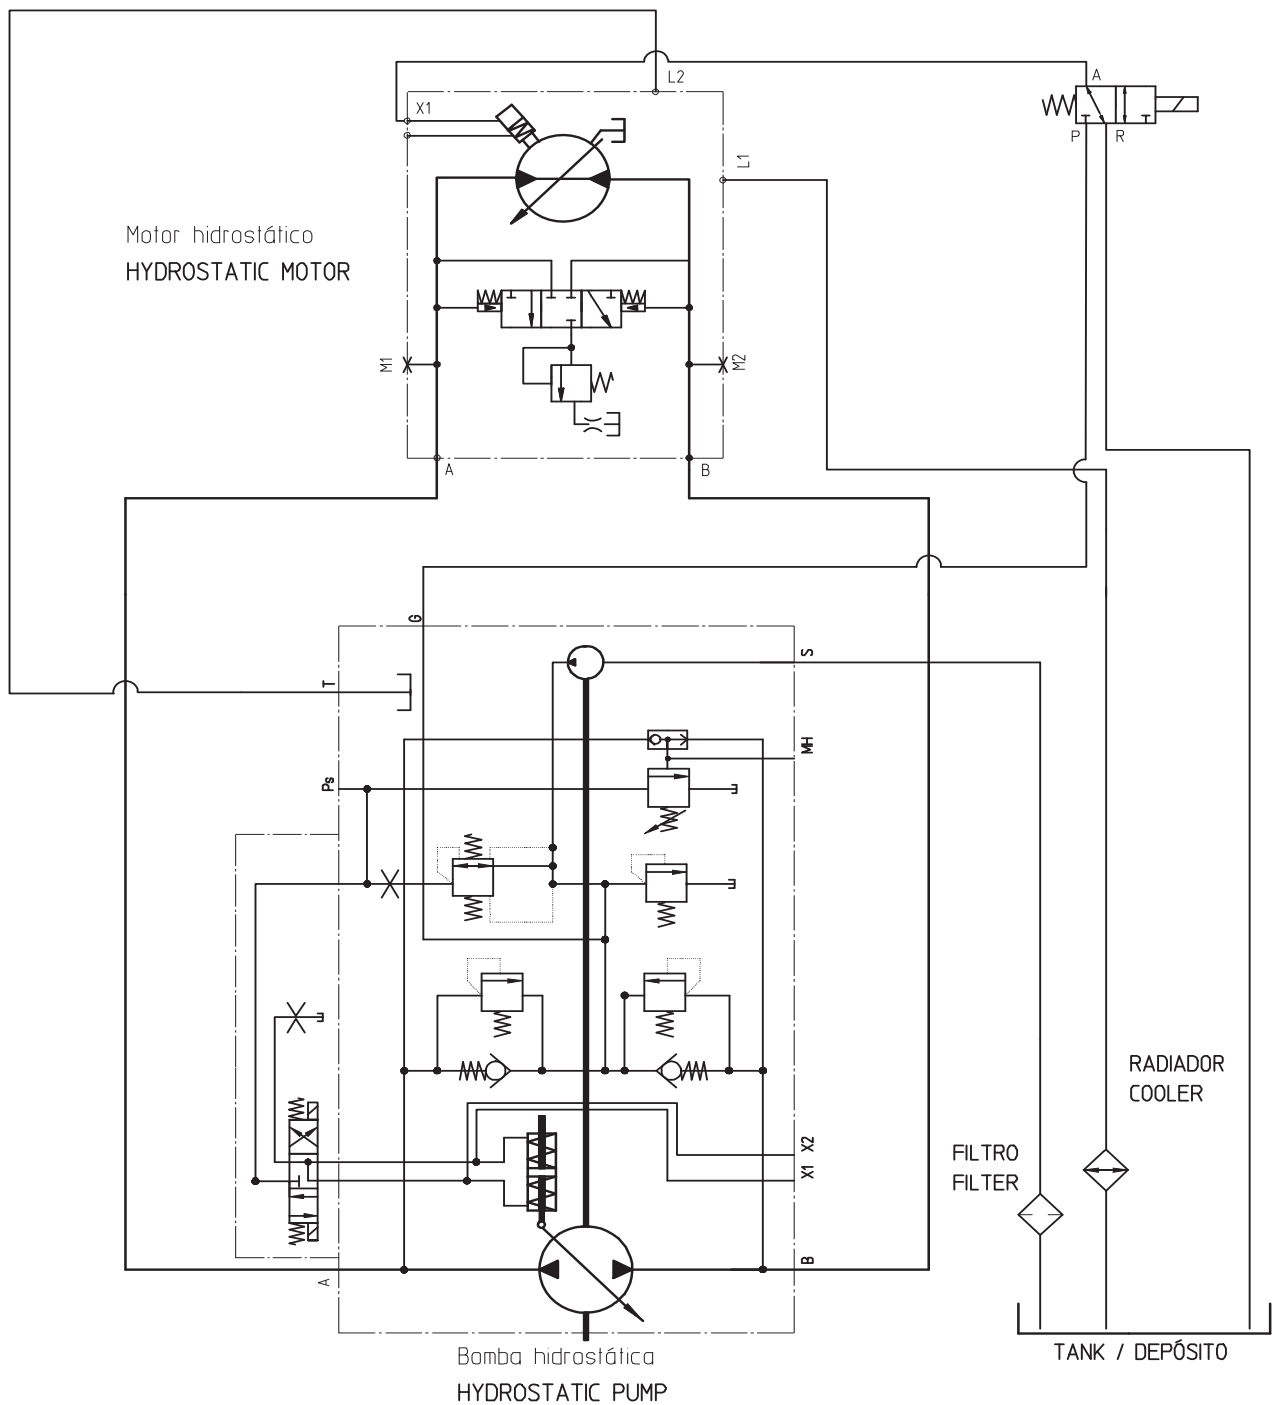 L2
A
X1
P
R
L1
Motor hidrostático
HYDROSTATIC MOTOR
M1
M2
A
B
G
S
T
MH
Ps
RADIADOR
COOLER
X2
FILTRO
FILTER
X1
B
A
TANK / DEPÓSITO
Bomba hidrostática
HYDROSTATIC PUMP